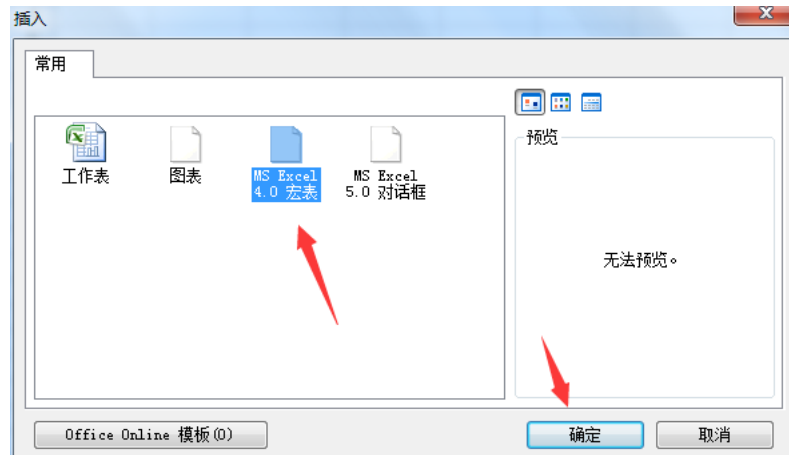 插入
常用
工作表
图表
MS Excel
4.0 宏表
MS Excel
5.0 对话框
预览
无法预览。
Office Online 模板(O)
确定
取消